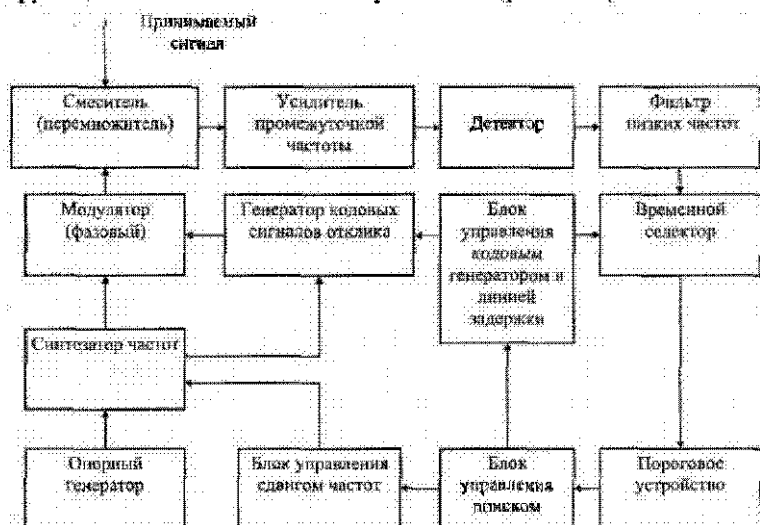 Принимаемый
сигнал
Смеситель
(перемножитель)
Усилитель
промежуточной
частоты
Детектор
Фильтр
низких частот
Модулятор
(фазовый)
Генератор кодовых
сигналов отклика
Блок
управления
кодовым
генератором и
линией
задержки
Временной
селектор
Синтезатор частот
Опорный
генератор
Блок управления
сдвигом частот
Блок
управления
поиском
Пороговое
устройство